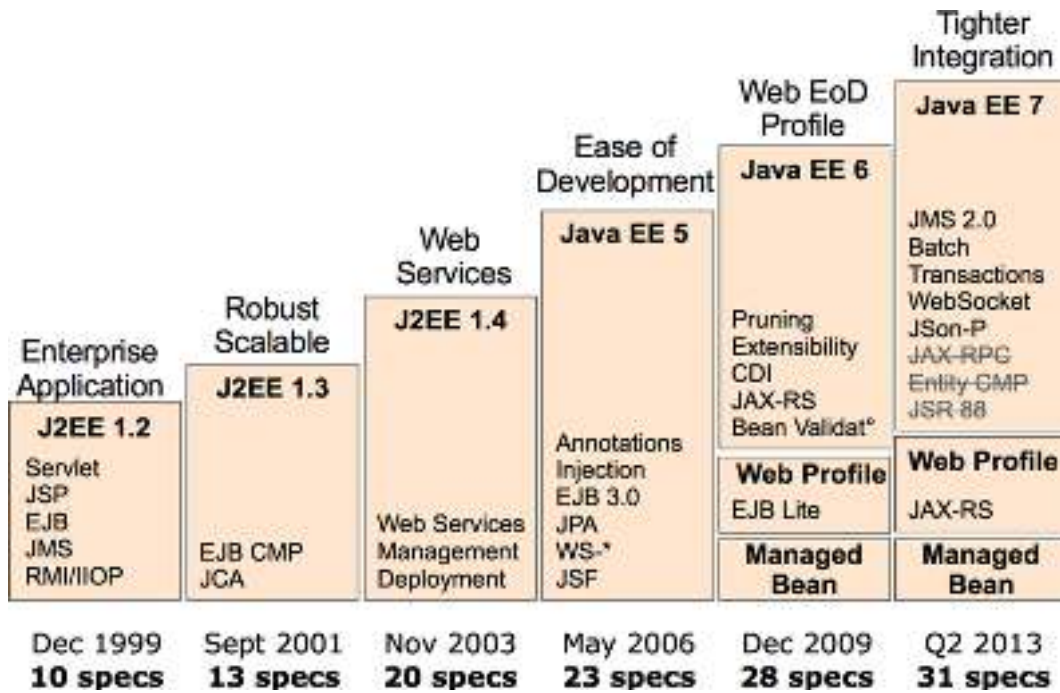 Enterprise
Application
J2EE 1.2
Servlet
JSP
EJB
JMS
RMI/IIOP
Dec 1999
10 specs
Robust
Scalable
J2EE 1.3
EJB CMP
JCA
Sept 2001
13 specs
Web
Services
J2EE 1.4
Web Services
Management
Deployment
Nov 2003
20 specs
Ease of
Development
Java EE 5
Annotations
Injection
EJB 3.0
JPA
WS-*
JSF
May 2006
23 specs
Web EoD
Profile
Java EE 6
Pruning
Extensibility
CDI
JAX-RS
Bean Validat°
Web Profile
EJB Lite
Managed
Bean
Dec 2009
28 specs
Tighter
Integration
Java EE 7
JMS 2.0
Batch
Transactions
WebSocket
JSon-P
JAX-RPC
Entity CMP
JSR 88
Web Profile
JAX-RS
Managed
Bean
Q2 2013
31 specs